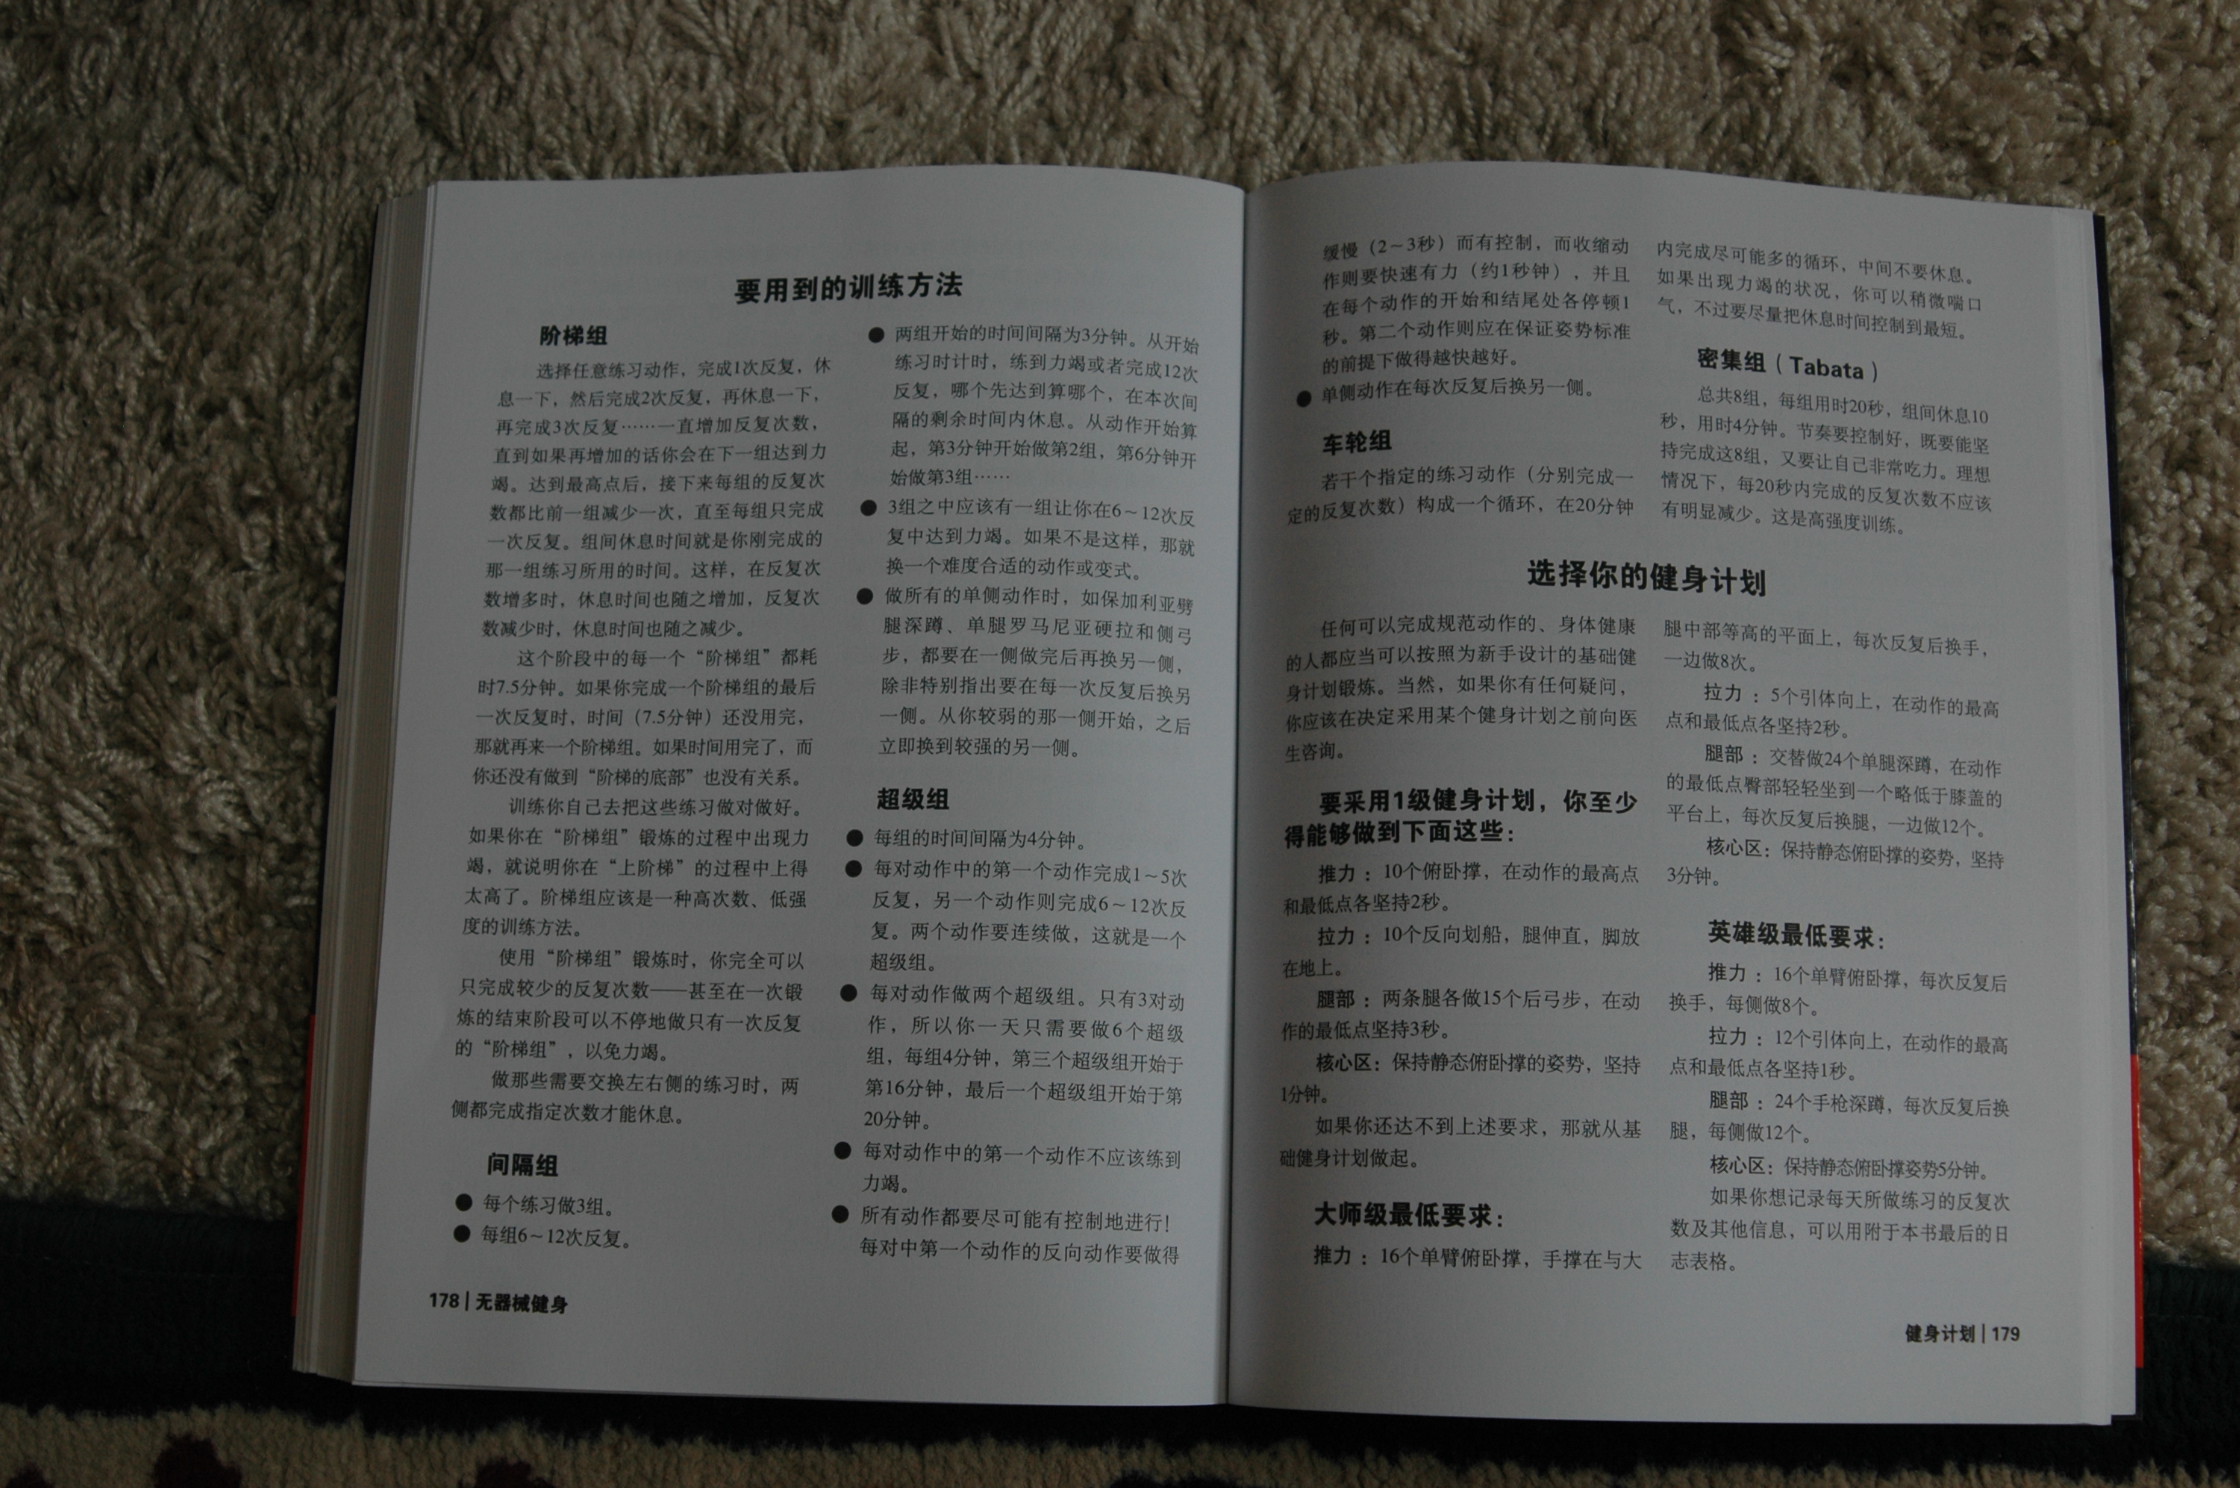 要用到的训练方法
阶梯组
选择任意练习动作，完成1次反复，休
息一下，然后完成2次反复，再休息一下，
再完成3次反复……一直增加反复次数，
直到如果再增加的话你会在下一组达到力
竭。达到最高点后，接下来每组的反复次
数都比前一组减少一次，直至每组只完成
一次反复。组间休息时间就是你刚完成的
那一组练习所用的时间。这样，在反复次
数增多时，休息时间也随之增加，反复次
数减少时，休息时间也随之减少。
这个阶段中的每一个“阶梯组”都耗
时7.5分钟。如果你完成一个阶梯组的最后
一次反复时，时间（7.5分钟）还没用完，
那就再来一个阶梯组。如果时间用完了，而
你还没有做到“阶梯的底部”也没有关系。
训练你自己去把这些练习做对做好。
如果你在“阶梯组”锻炼的过程中出现力
竭，就说明你在“上阶梯”的过程中上得
太高了。阶梯组应该是一种高次数、低强
度的训练方法。
使用“阶梯组”锻炼时，你完全可以
只完成较少的反复次数——甚至在一次锻
炼的结束阶段可以不停地做只有一次反复
的“阶梯组”，以免力竭。
做那些需要交换左右侧的练习时，两
侧都完成指定次数才能休息。
间隔组
● 每个练习做3组。
● 每组6～12次反复。
● 两组开始的时间间隔为3分钟。从开始
练习时计时，练到力竭或者完成12次
反复，哪个先达到算哪个，在本次间
隔的剩余时间内休息。从动作开始算
起，第3分钟开始做第2组，第6分钟开
始做第3组……
● 3组之中应该有一组让你在6～12次反
复中达到力竭。如果不是这样，那就
换一个难度合适的动作或变式。
● 做所有的单侧动作时，如保加利亚劈
腿深蹲、单腿罗马尼亚硬拉和侧弓
步，都要在一侧做完后再换另一侧，
除非特别指出要在每一次反复后换另
一侧。从你较弱的那一侧开始，之后
立即换到较强的另一侧。
超级组
● 每组的时间间隔为4分钟。
● 每对动作中的第一个动作完成1～5次
反复，另一个动作则完成6～12次反
复。两个动作要连续做，这就是一个
超级组。
● 每对动作做两个超级组。只有3对动
作，所以你一天只需要做6个超级
组，每组4分钟，第三个超级组开始于
第16分钟，最后一个超级组开始于第
20分钟。
● 每对动作中的第一个动作不应该练到
力竭。
● 所有动作都要尽可能有控制地进行！
每对中第一个动作的反向动作要做得
178 | 无器械健身
缓慢（2－3秒）而有控制，而收缩动
作则要快速有力（约1秒钟），并且
在每个动作的开始和结尾处各停顿1
秒。第二个动作则应在保证姿势标准
的前提下做得越快越好。
● 单侧动作在每次反复后换另一侧。
车轮组
若干个指定的练习动作（分别完成一
定的反复次数）构成一个循环，在20分钟
内完成尽可能多的循环，中间不要休息。
如果出现力竭的状况，你可以稍微喘口
气，不过要尽量把休息时间控制到最短。
密集组（Tabata）
总共8组，每组用时20秒，组间休息10
秒，用时4分钟。节奏要控制好，既要能坚
持完成这8组，又要让自己非常吃力。理想
情况下，每20秒内完成的反复次数不应该
有明显减少。这是高强度训练。
选择你的健身计划
任何可以完成规范动作的、身体健康
的人都应当可以按照为新手设计的基础健
身计划锻炼。当然，如果你有任何疑问，
你应该在决定采用某个健身计划之前向医
生咨询。
要采用1级健身计划，你至少
得能够做到下面这些：
推力：10个俯卧撑，在动作的最高点
和最低点各坚持2秒。
拉力：10个反向划船，腿伸直，脚放
在地上。
腿部：两条腿各做15个后弓步，在动
作的最低点坚持3秒。
核心区：保持静态俯卧撑的姿势，坚持
1分钟。
如果你还达不到上述要求，那就从基
础健身计划做起。
大师级最低要求：
推力：16个单臂俯卧撑，手撑在与大
腿中部等高的平面上，每次反复后换手，
一边做8次。
拉力：5个引体向上，在动作的最高
点和最低点各坚持2秒。
腿部：交替做24个单腿深蹲，在动作
的最低点臀部轻轻坐到一个略低于膝盖的
平台上，每次反复后换腿，一边做12个。
核心区：保持静态俯卧撑的姿势，坚持
3分钟。
英雄级最低要求：
推力：16个单臂俯卧撑，每次反复后
换手，每侧做8个。
拉力：12个引体向上，在动作的最高
点和最低点各坚持1秒。
腿部：24个手枪深蹲，每次反复后换
腿，每侧做12个。
核心区：保持静态俯卧撑姿势5分钟。
如果你想记录每天所做练习的反复次
数及其他信息，可以用附于本书最后的日
志表格。
健身计划 | 179